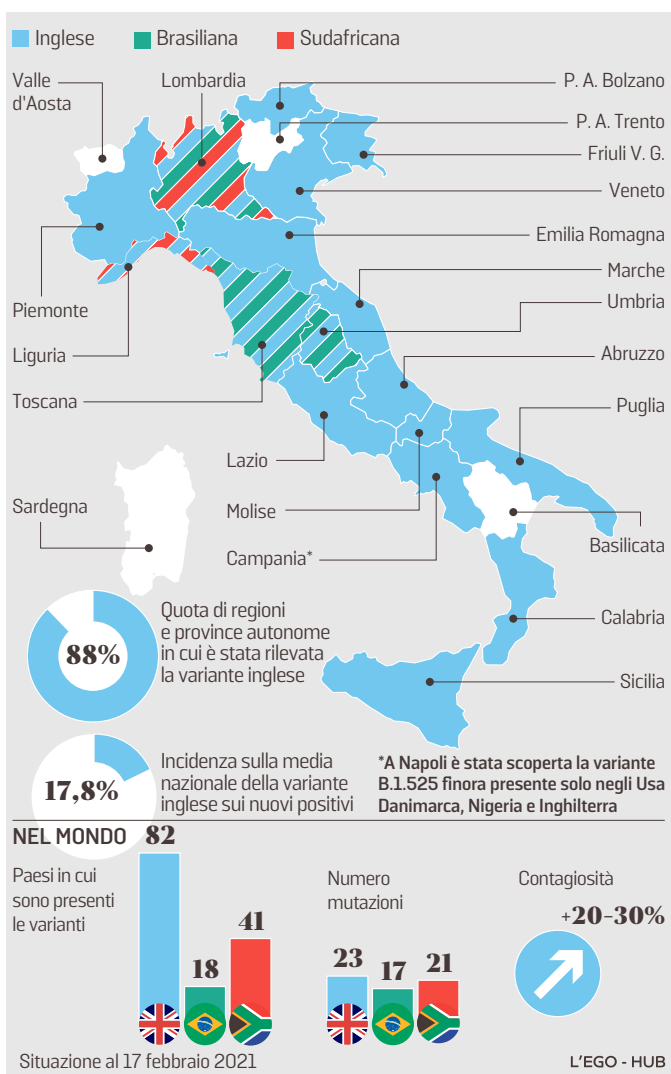 Inglese
Brasiliana
Sudafricana
Valle
d'Aosta
Lombardia
P. A. Bolzano
P. A. Trento
Friuli V. G.
Veneto
Emilia Romagna
Marche
Umbria
Abruzzo
Puglia
Piemonte
Liguria
Toscana
Lazio
Molise
Campania*
Sardegna
Basilicata
Calabria
Sicilia
88%
Quota di regioni
e province autonome
in cui è stata rilevata
la variante inglese
17,8%
Incidenza sulla media
nazionale della variante
inglese sui nuovi positivi
*A Napoli è stata scoperta la variante
B.1.525 finora presente solo negli Usa
Danimarca, Nigeria e Inghilterra
NEL MONDO
Paesi in cui
sono presenti
le varianti
82
18
41
Numero
mutazioni
23
17
21
Contagiosità
+20-30%
Situazione al 17 febbraio 2021
L'EGO - HUB